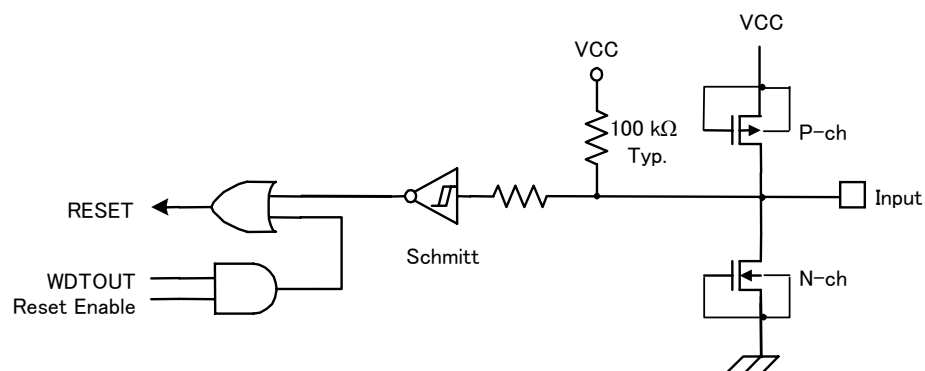 VCC
VCC
100 kΩ
Typ.
P-ch
RESET
Input
Schmitt
WDTOUT
Reset Enable
N-ch